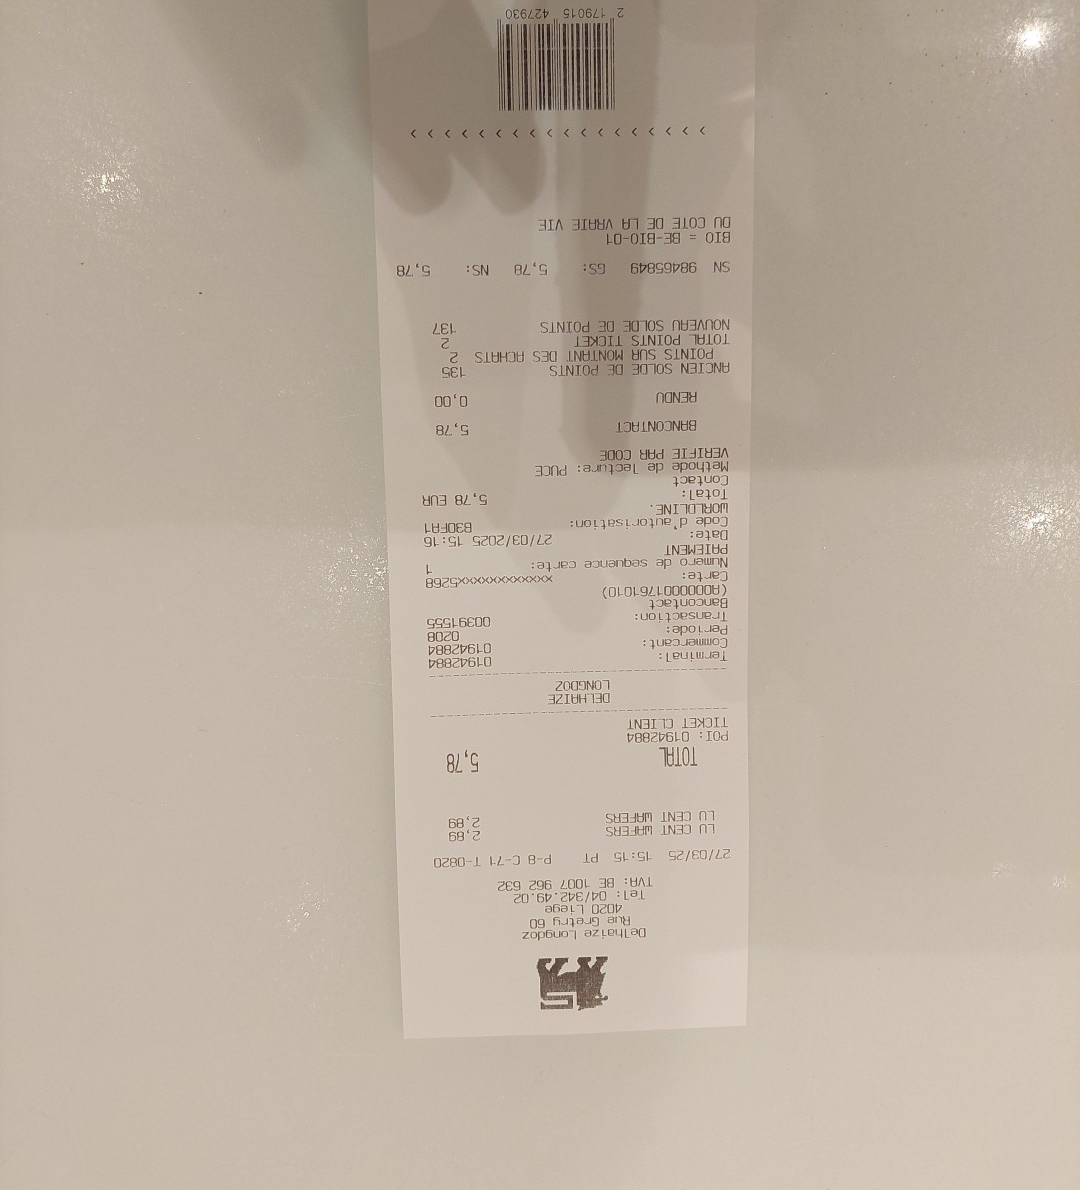 Delhaize Longdoz
Rue Gretry 60
4020 Liege
Tel: 04/342.49.02
TVA: BE 1007 962 632
27/03/25 15:15 PT P-8 C-71 T-0820
LU CENT WAFERS 2,89
LU CENT WAFERS 2,89
TOTAL 5,78
POI: 01942884
TICKET CLIENT
DELHAIZE
LONGDOZ
Terminal: 01942884
Commercant: 01942884
Periode: 0208
Transaction: 00391555
Bancontact
(A0000001761010)
Carte: xxxxxxxxxxxxx5268
Numero de sequence carte: 1
PAIEMENT
Date: 27/03/2025 15:16
Code d'autorisation: B3DFA1
WORLDLINE.
Total: 5,78 EUR
Contact
Methode de lecture: PUCE
VERIFIE PAR CODE
BANCONTACT 5,78
RENDU 0,00
ANCIEN SOLDE DE POINTS 135
POINTS SUR MONTANT DES ACHATS 2
TOTAL POINTS TICKET 2
NOUVEAU SOLDE DE POINTS 137
SN 98465849 GS: 5,78 NS: 5,78
BIO = BE-BIO-01
DU COTE DE LA VRAIE VIE
2 179015 427930